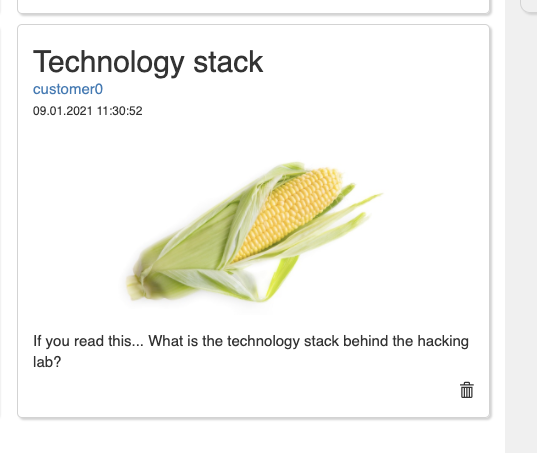 Technology stack
customer0
09.01.2021 11:30:52
If you read this... What is the technology stack behind the hacking
lab?